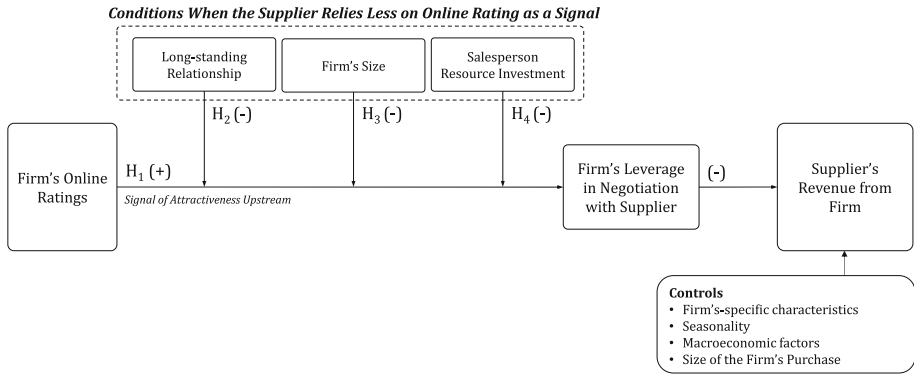 Conditions When the Supplier Relies Less on Online Rating as a Signal
Long-standing
Relationship
Firm's Size
Salesperson
Resource Investment
H2 (-)
H3 (-)
H4 (-)
Firm's Online
Ratings
H1 (+)
Signal of Attractiveness Upstream
Firm's Leverage
in Negotiation
with Supplier
(-)
Supplier's
Revenue from
Firm
Controls
• Firm's-specific characteristics
• Seasonality
• Macroeconomic factors
• Size of the Firm's Purchase